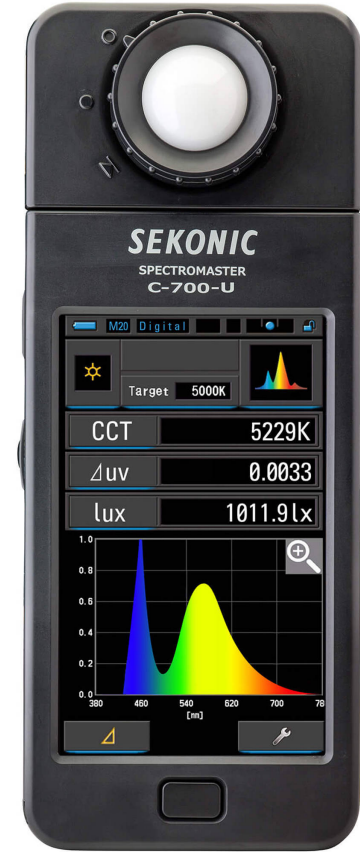 SEKONIC
SPECTROMASTER
C-700-U
M20 Digital
Target 5000K
CCT 5229K
⊿uv 0.0033
lux 1011.9lx
1.0
0.8
0.6
0.4
0.2
0.0
380 460 540 620 700 78
[nm]
⊿